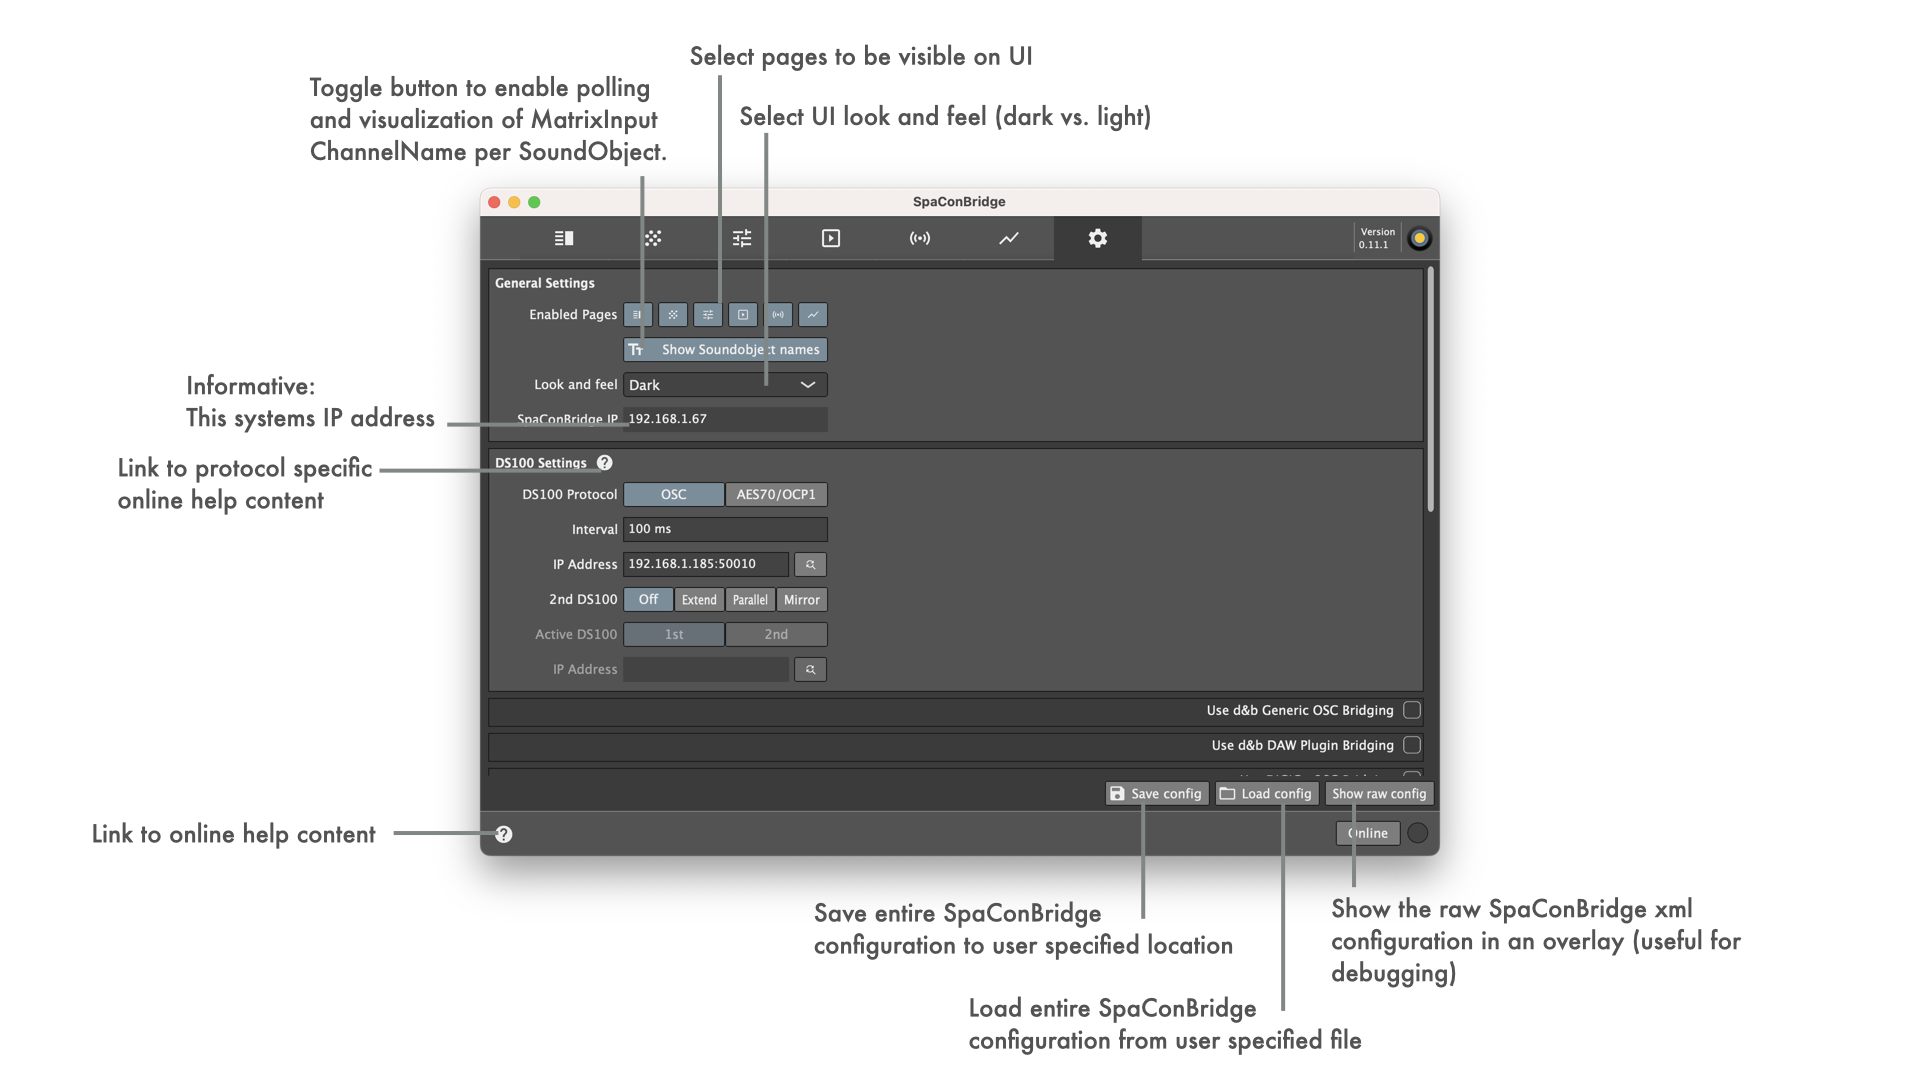 Select pages to be visible on UI
Toggle button to enable polling
and visualization of MatrixInput
ChannelName per SoundObject.
Select UI look and feel (dark vs. light)
SpaConBridge
Version
0.11.1
General Settings
Enabled Pages
Show Soundobject names
Look and feel
Dark
Informative:
This systems IP address
SpaConBridge IP
192.168.1.67
Link to protocol specific
online help content
DS100 Settings
?
DS100 Protocol
OSC
AES70/OCP1
Interval
100 ms
IP Address
192.168.1.185:50010
2nd DS100
Off
Extend
Parallel
Mirror
Active DS100
1st
2nd
IP Address
Use d&b Generic OSC Bridging
Use d&b DAW Plugin Bridging
Save config
Load config
Show raw config
Link to online help content
?
Online
Save entire SpaConBridge
configuration to user specified location
Show the raw SpaConBridge xml
configuration in an overlay (useful for
debugging)
Load entire SpaConBridge
configuration from user specified file